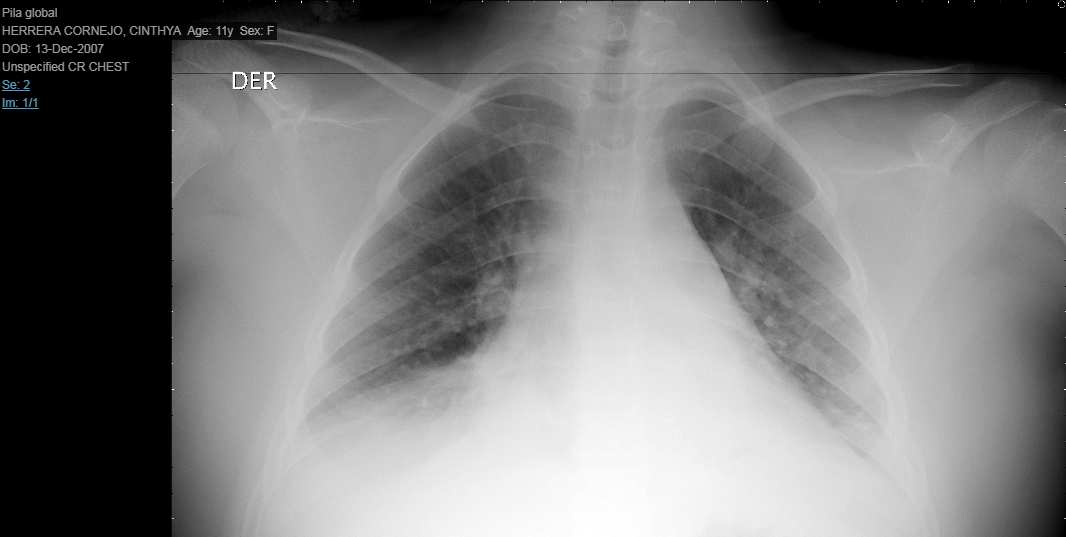 Pila global
HERRERA CORNEJO, CINTHYA Age: 11y Sex: F
DOB: 13-Dec-2007
Unspecified CR CHEST
Se: 2
DER
Im: 1/1